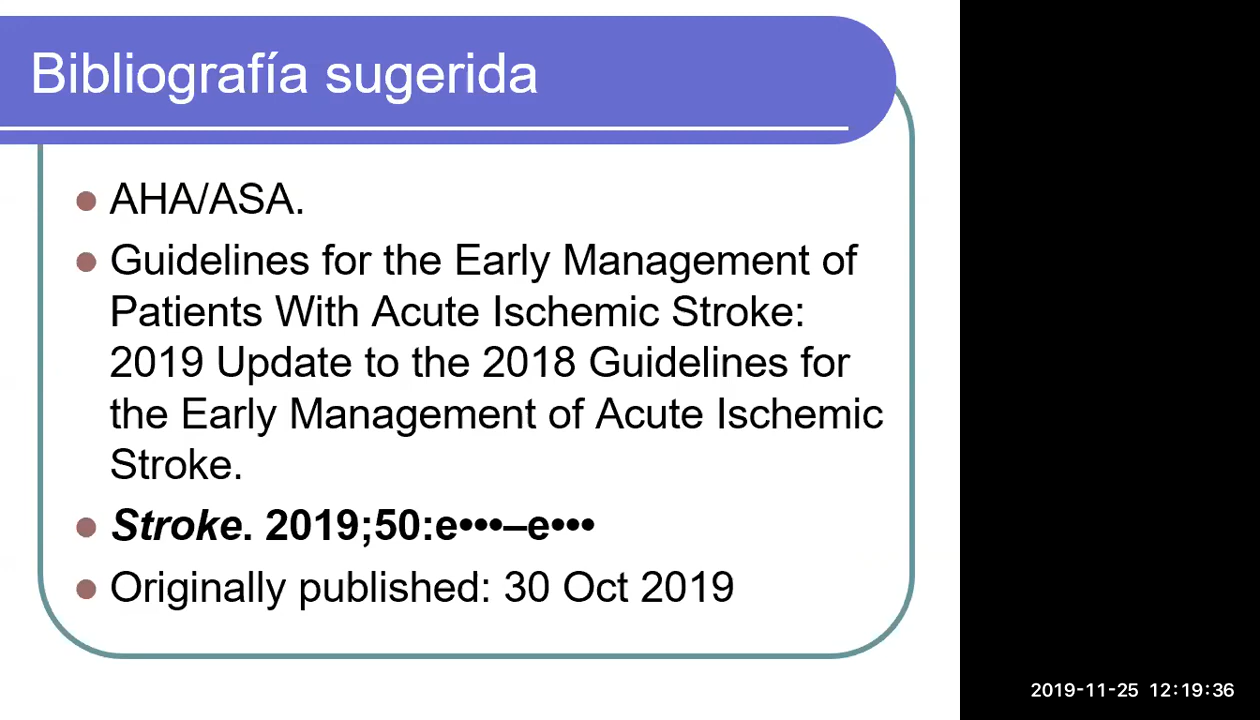 Bibliografía sugerida
AHA/ASA.
Guidelines for the Early Management of
Patients With Acute Ischemic Stroke:
2019 Update to the 2018 Guidelines for
the Early Management of Acute Ischemic
Stroke.
Stroke. 2019;50:e•••–e•••
Originally published: 30 Oct 2019
2019-11-25 12:19:36